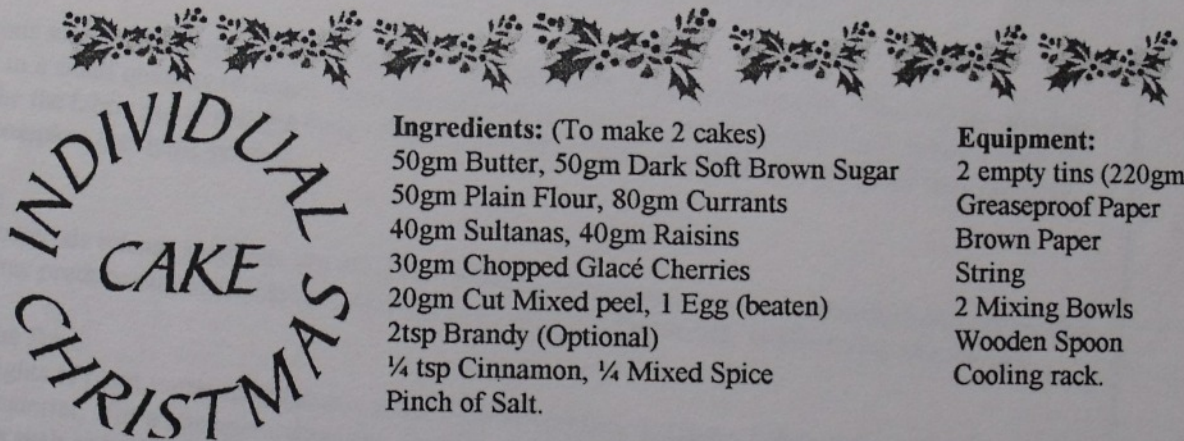 INDIVIDUAL
CAKE
CHRISTMAS
Ingredients: (To make 2 cakes)
50gm Butter, 50gm Dark Soft Brown Sugar
50gm Plain Flour, 80gm Currants
40gm Sultanas, 40gm Raisins
30gm Chopped Glacé Cherries
20gm Cut Mixed peel, 1 Egg (beaten)
2tsp Brandy (Optional)
¼ tsp Cinnamon, ¼ Mixed Spice
Pinch of Salt.
Equipment:
2 empty tins (220gm
Greaseproof Paper
Brown Paper
String
2 Mixing Bowls
Wooden Spoon
Cooling rack.